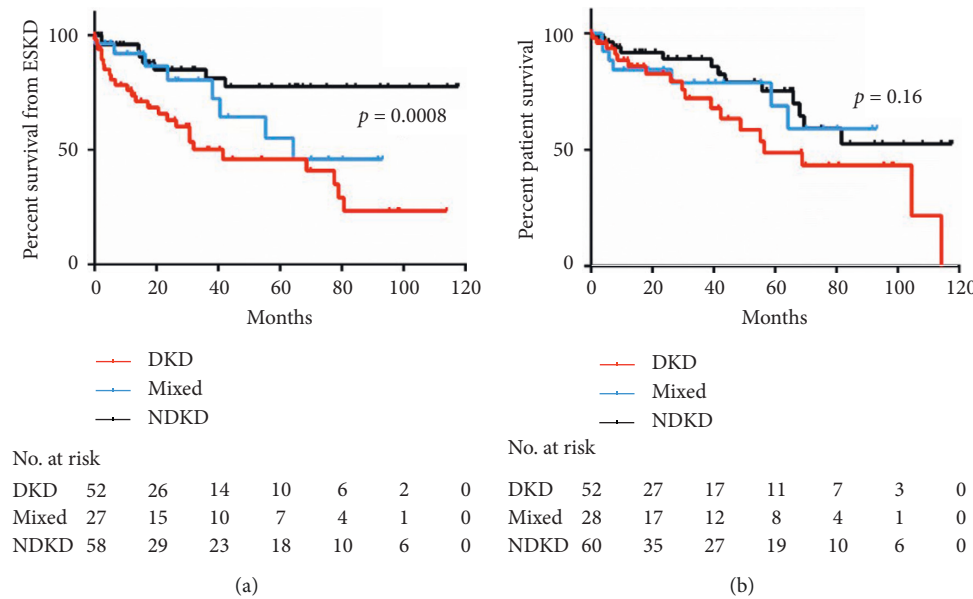 Percent survival from ESKD
100
50
0
p = 0.0008
0 20 40 60 80 100 120
Months
DKD
Mixed
NDKD
No. at risk
DKD 52 26 14 10 6 2 0
Mixed 27 15 10 7 4 1 0
NDKD 58 29 23 18 10 6 0
(a)
Percent patient survival
100
50
0
p = 0.16
0 20 40 60 80 100 120
Months
DKD
Mixed
NDKD
No. at risk
DKD 52 27 17 11 7 3 0
Mixed 28 17 12 8 4 1 0
NDKD 60 35 27 19 10 6 0
(b)